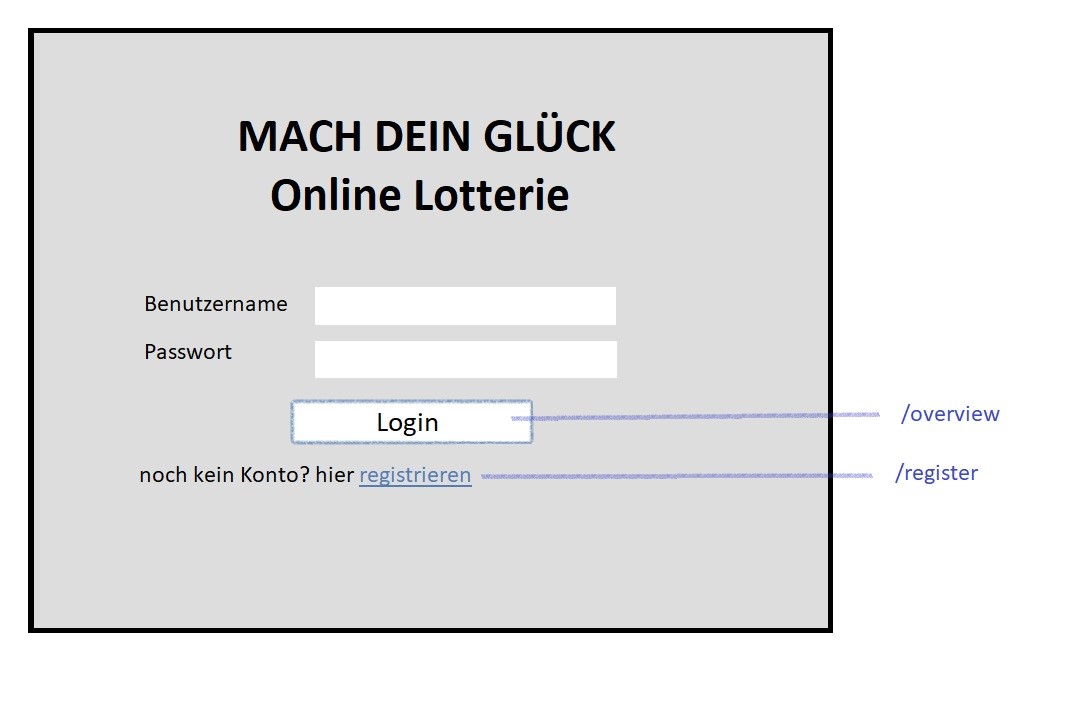 MACH DEIN GLÜCK
Online Lotterie
Benutzername
Passwort
Login
/overview
noch kein Konto? hier registrieren
/register